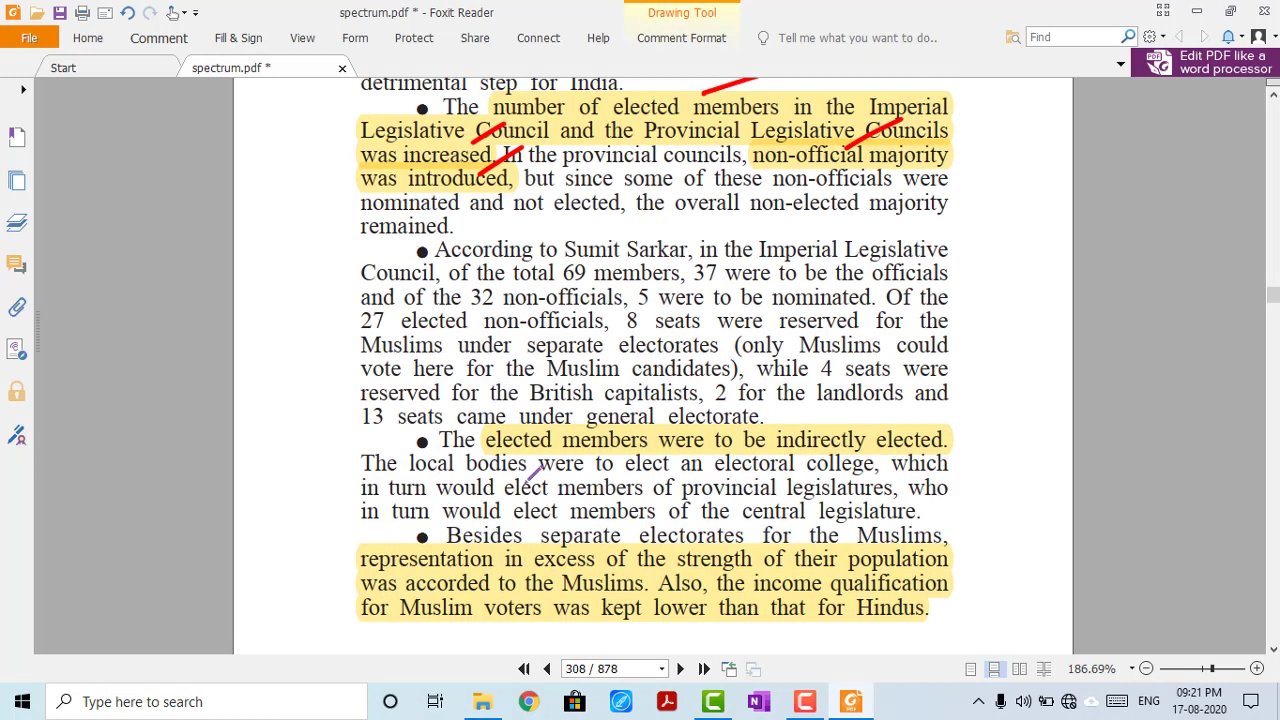 spectrum.pdf * - Foxit Reader
Drawing Tool
File Home Comment Fill & Sign View Form Protect Share Connect Help Comment Format Tell me what you want to do.. Find
Start
spectrum.pdf *
Edit PDF like a
word processor
detrimental step for India.
● The number of elected members in the Imperial
Legislative Council and the Provincial Legislative Councils
was increased. In the provincial councils, non-official majority
was introduced, but since some of these non-officials were
nominated and not elected, the overall non-elected majority
remained.
● According to Sumit Sarkar, in the Imperial Legislative
Council, of the total 69 members, 37 were to be the officials
and of the 32 non-officials, 5 were to be nominated. Of the
27 elected non-officials, 8 seats were reserved for the
Muslims under separate electorates (only Muslims could
vote here for the Muslim candidates), while 4 seats were
reserved for the British capitalists, 2 for the landlords and
13 seats came under general electorate.
● The elected members were to be indirectly elected.
The local bodies were to elect an electoral college, which
in turn would elect members of provincial legislatures, who
in turn would elect members of the central legislature.
● Besides separate electorates for the Muslims,
representation in excess of the strength of their population
was accorded to the Muslims. Also, the income qualification
for Muslim voters was kept lower than that for Hindus.
308 / 878
186.69%
Type here to search
ENG
09:21 PM
17-08-2020